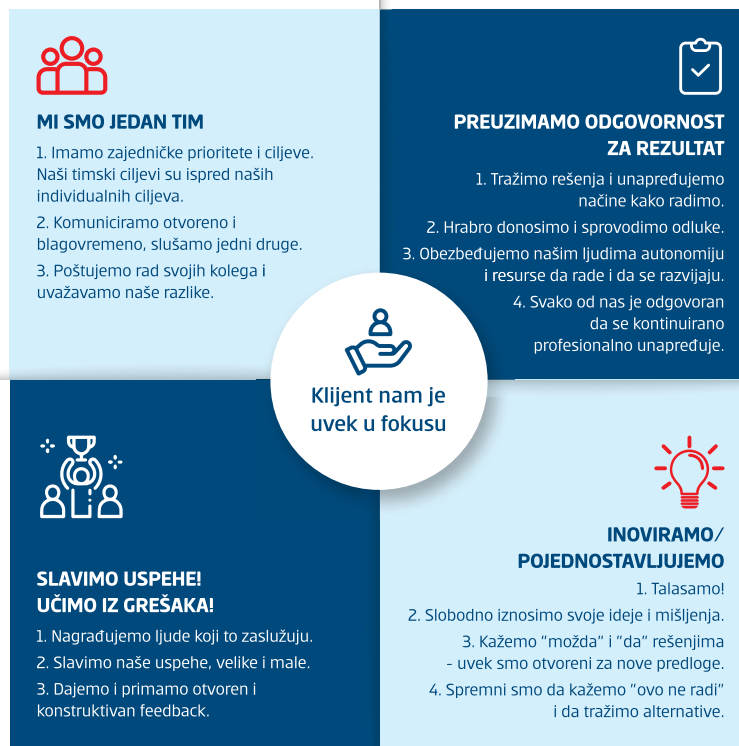 MI SMO JEDAN TIM
1. Imamo zajedničke prioritete i ciljeve.
Naši timski ciljevi su ispred naših
individualnih ciljeva.
2. Komuniciramo otvoreno i
blagovremeno, slušamo jedni druge.
3. Poštujemo rad svojih kolega i
uvažavamo naše razlike.
PREUZIMAMO ODGOVORNOST
ZA REZULTAT
1. Tražimo rešenja i unapređujemo
načine kako radimo.
2. Hrabro donosimo i sprovodimo odluke.
3. Obezbeđujemo našim ljudima autonomiju
i resurse da rade i da se razvijaju.
4. Svako od nas je odgovoran
da se kontinuirano
profesionalno unapređuje.
Klijent nam je
uvek u fokusu
SLAVIMO USPEHE!
UČIMO IZ GREŠAKA!
1. Nagrađujemo ljude koji to zaslužuju.
2. Slavimo naše uspehe, velike i male.
3. Dajemo i primamo otvoren i
konstruktivan feedback.
INOVIRAMO/
POJEDNOSTAVLJUJEMO
1. Talasamo!
2. Slobodno iznosimo svoje ideje i mišljenja.
3. Kažemo "možda" i "da" rešenjima
- uvek smo otvoreni za nove predloge.
4. Spremni smo da kažemo "ovo ne radi"
i da tražimo alternative.